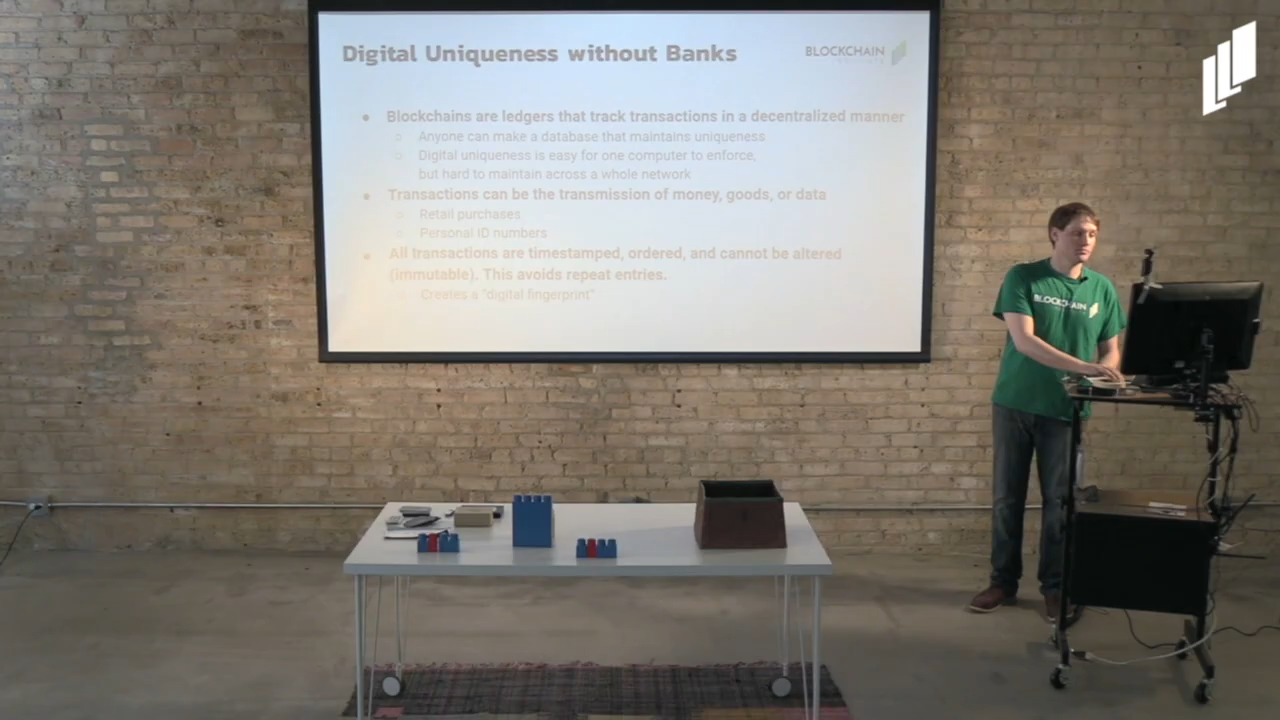 Digital Uniqueness without Banks
BLOCKCHAIN
Blockchains are ledgers that track transactions in a decentralized manner
Anyone can make a database that maintains uniqueness
Digital uniqueness is easy for one computer to enforce,
but hard to maintain across a whole network
Transactions can be the transmission of money, goods, or data
Retail purchases
Personal ID numbers
All transactions are timestamped, ordered, and cannot be altered
(immutable). This avoids repeat entries.
Creates a "digital fingerprint"
BLOCKCHAIN